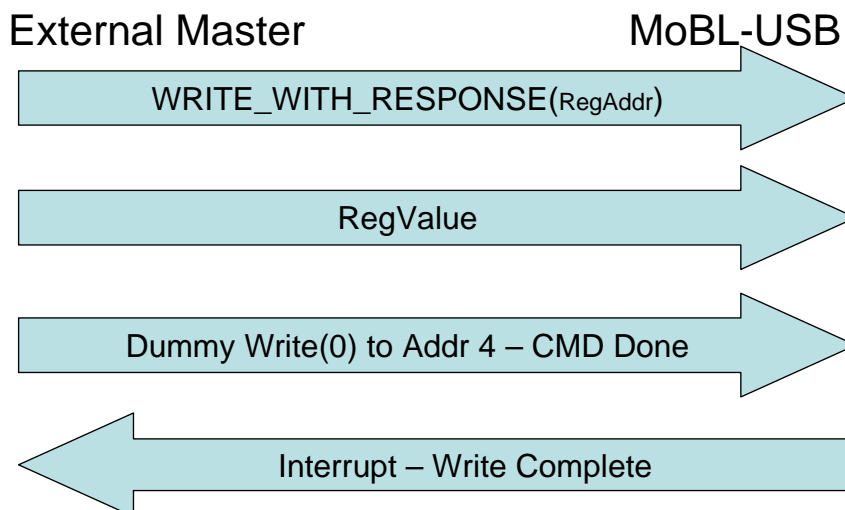 External Master MoBL-USB
WRITE_WITH_RESPONSE(RegAddr)
RegValue
Dummy Write(0) to Addr 4 – CMD Done
Interrupt – Write Complete